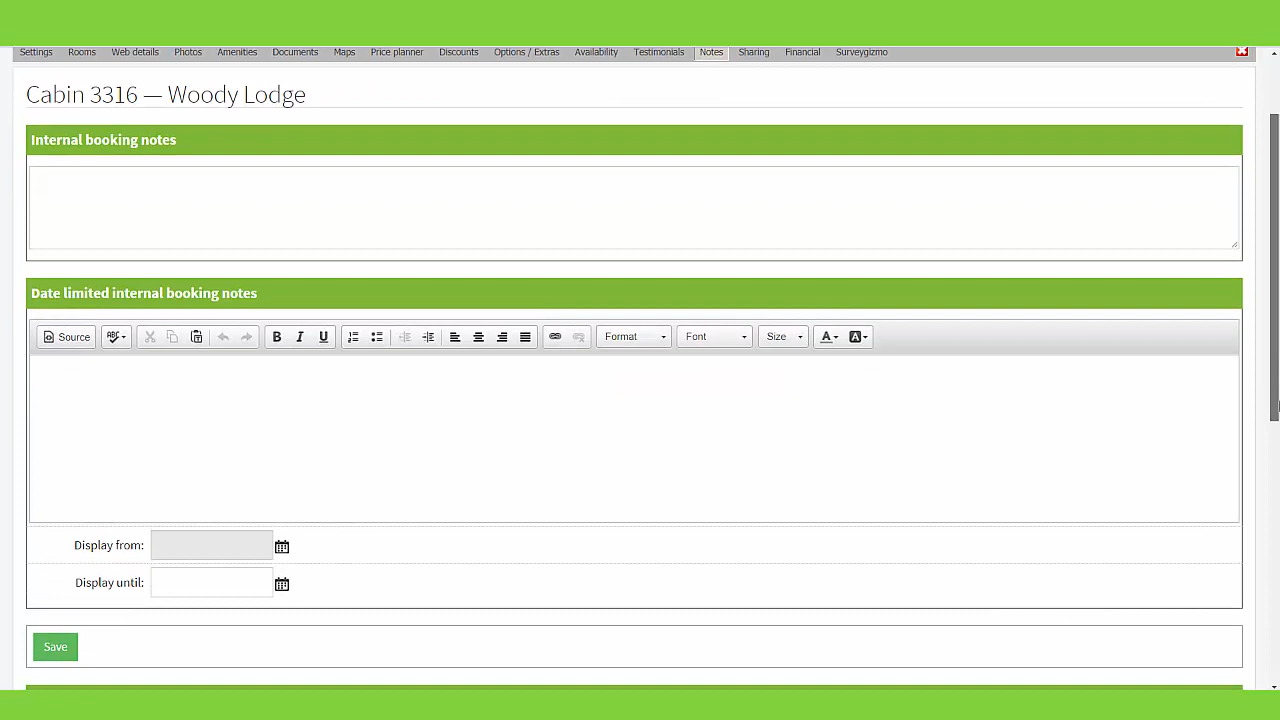 Settings Rooms Web details Photos Amenities Documents Maps Price planner Discounts Options / Extras Availability Testimonials Notes Sharing Financial Surveygizmo
Cabin 3316 — Woody Lodge
Internal booking notes
Date limited internal booking notes
Source ABC B I U Format Font Size A A
Display from:
Display until:
Save